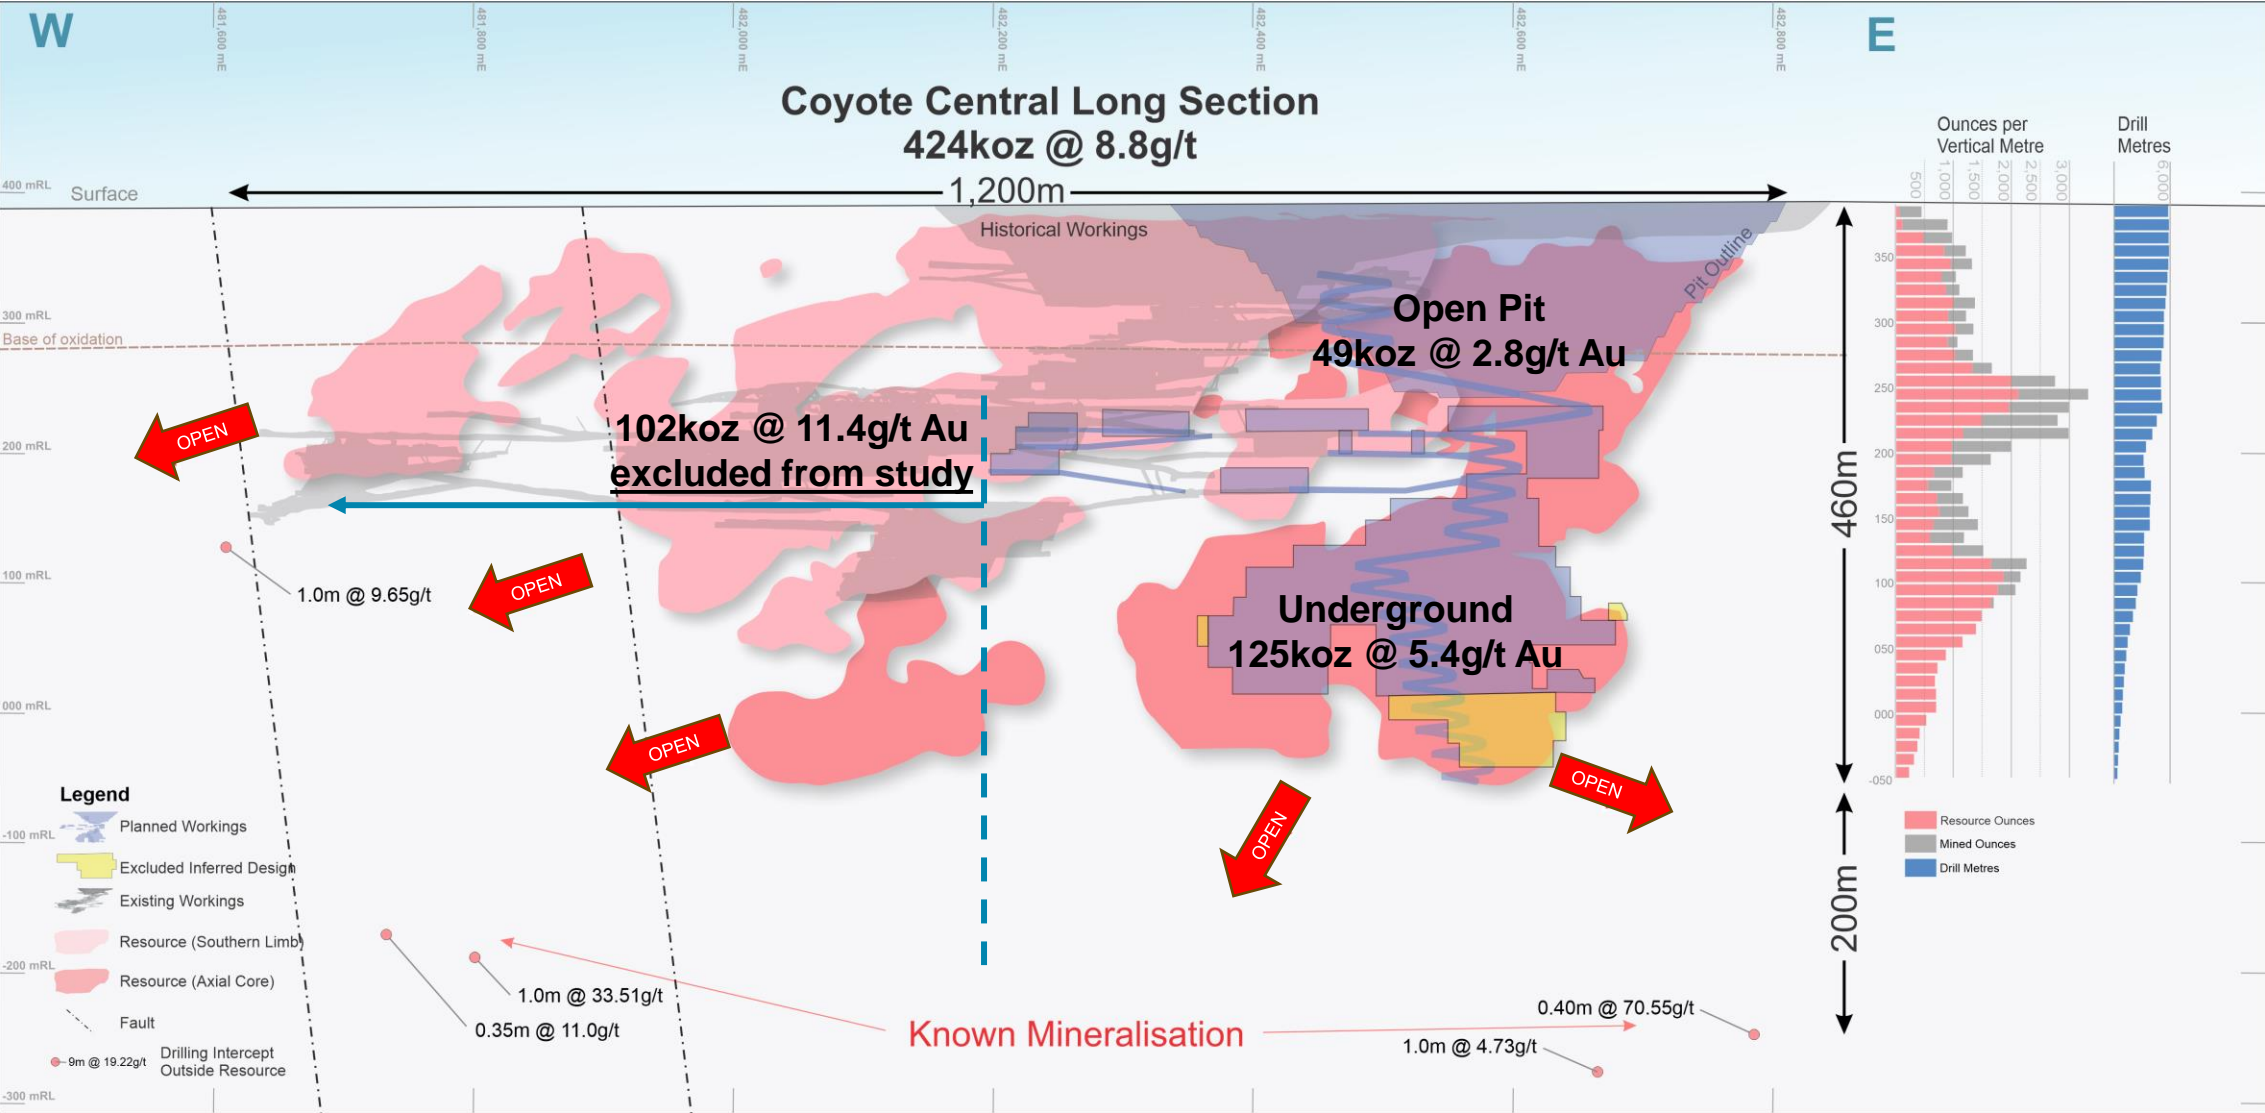 W
E
481,600 mE
481,800 mE
482,000 mE
482,200 mE
482,400 mE
482,600 mE
482,800 mE
Coyote Central Long Section
424koz @ 8.8g/t
1,200m
400 mRL
Surface
Historical Workings
Pit Outline
300 mRL
Base of oxidation
Open Pit
49koz @ 2.8g/t Au
OPEN
200 mRL
102koz @ 11.4g/t Au
excluded from study
460m
OPEN
100 mRL
1.0m @ 9.65g/t
Underground
125koz @ 5.4g/t Au
000 mRL
OPEN
OPEN
OPEN
200m
-100 mRL
-200 mRL
-300 mRL
1.0m @ 33.51g/t
0.35m @ 11.0g/t
Known Mineralisation
0.40m @ 70.55g/t
1.0m @ 4.73g/t
Legend
Planned Workings
Excluded Inferred Design
Existing Workings
Resource (Southern Limb)
Resource (Axial Core)
Fault
9m @ 19.22g/t
Drilling Intercept
Outside Resource
Ounces per
Vertical Metre
500
1,000
1,500
2,000
2,500
3,000
Drill
Metres
6,000
350
300
250
200
150
100
050
000
-050
Resource Ounces
Mined Ounces
Drill Metres